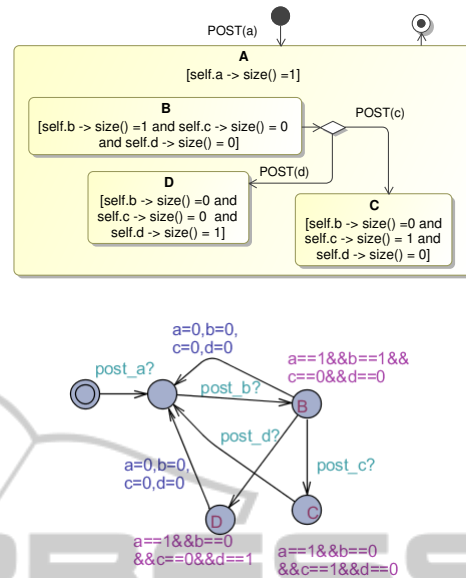 POST(a)
A
[self.a -> size() =1]
B
[self.b -> size() =1 and self.c -> size() = 0
and self.d -> size() = 0]
POST(c)
POST(d)
D
[self.b -> size() =0 and
self.c -> size() = 0 and
self.d -> size() = 1]
C
[self.b -> size() =0 and
self.c -> size() = 1 and
self.d -> size() = 0]
a=0,b=0,
c=0,d=0
post_a?
a==1&&b==1&&
c==0&&d==0
post_b?
B
post_d?
a=0,b=0,
c=0,d=0
post_c?
D
C
a==1&&b==0
&&c==0&&d==1
a==1&&b==0
&&c==1&&d==0
PRESS